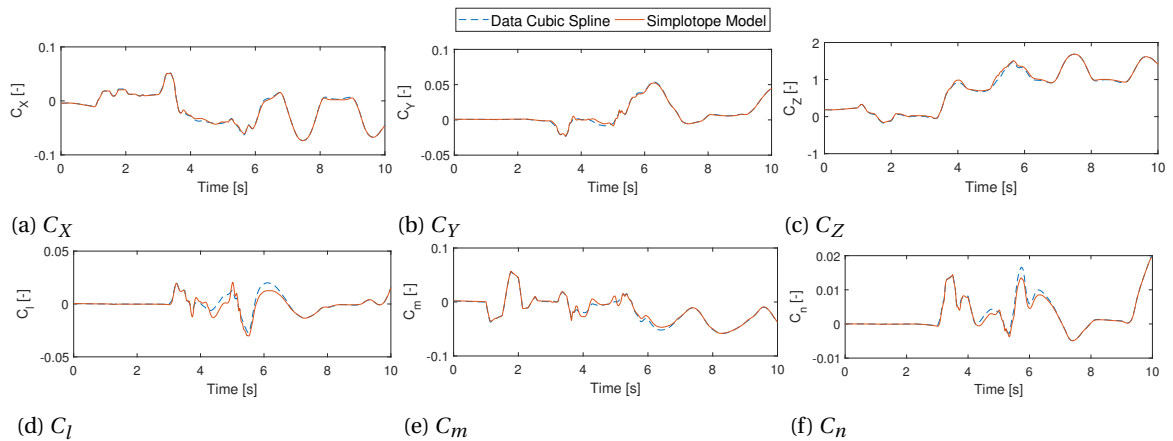 Data Cubic Spline Simplotope Model
0.1
0
-0.1
C_X [-]
0 2 4 6 8 10
Time [s]
(a) C_X
0.1
0.05
0
-0.05
C_Y [-]
0 2 4 6 8 10
Time [s]
(b) C_Y
2
1
0
-1
C_Z [-]
0 2 4 6 8 10
Time [s]
(c) C_Z
0.05
0
-0.05
C_l [-]
0 2 4 6 8 10
Time [s]
(d) C_l
0.1
0
-0.1
C_m [-]
0 2 4 6 8 10
Time [s]
(e) C_m
0.02
0.01
0
-0.01
C_n [-]
0 2 4 6 8 10
Time [s]
(f) C_n